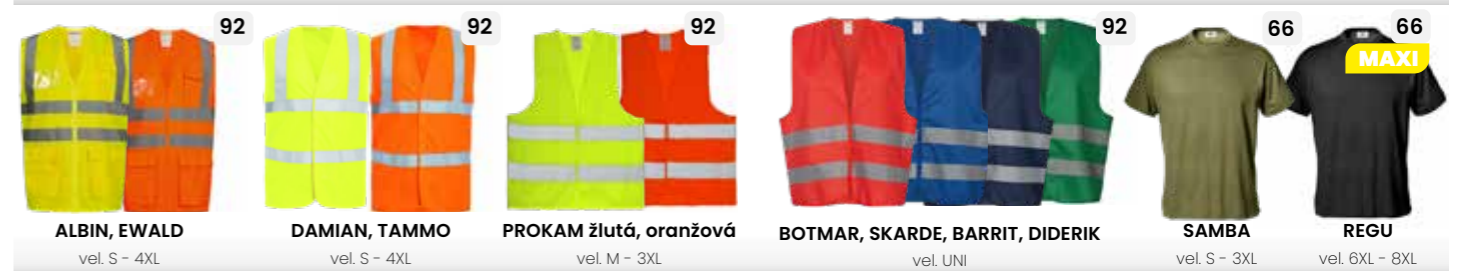 92
92
92
92
66
66
MAXI
ALBIN, EWALD
vel. S - 4XL
DAMIAN, TAMMO
vel. S - 4XL
PROKAM žlutá, oranžová
vel. M - 3XL
BOTMAR, SKARDE, BARRIT, DIDERIK
vel. UNI
SAMBA
vel. S - 3XL
REGU
vel. 6XL - 8XL